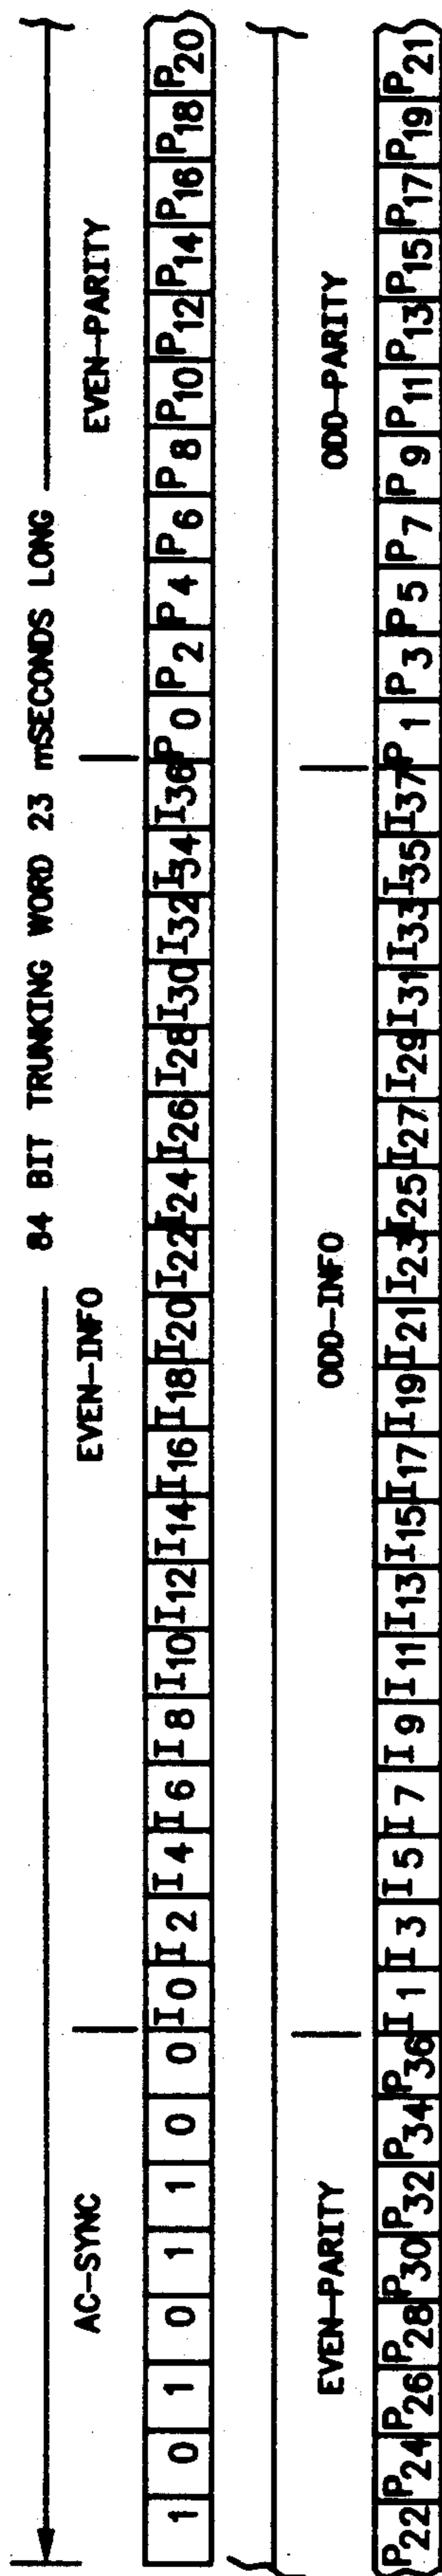 84 BIT TRUNKING WORD 23 mSECONDS LONG
AC-SYNC EVEN-INFO EVEN-PARITY
1 0 1 0 1 1 0 0 I0 I2 I4 I6 I8 I10 I12 I14 I16 I18 I20 I22 I24 I26 I28 I30 I32 I34 I36 P0 P2 P4 P6 P8 P10 P12 P14 P16 P18 P20
EVEN-PARITY ODD-INFO ODD-PARITY
P22 P24 P26 P28 P30 P32 P34 P36 I1 I3 I5 I7 I9 I11 I13 I15 I17 I19 I21 I23 I25 I27 I29 I31 I33 I35 I37 P1 P3 P5 P7 P9 P11 P13 P15 P17 P19 P21